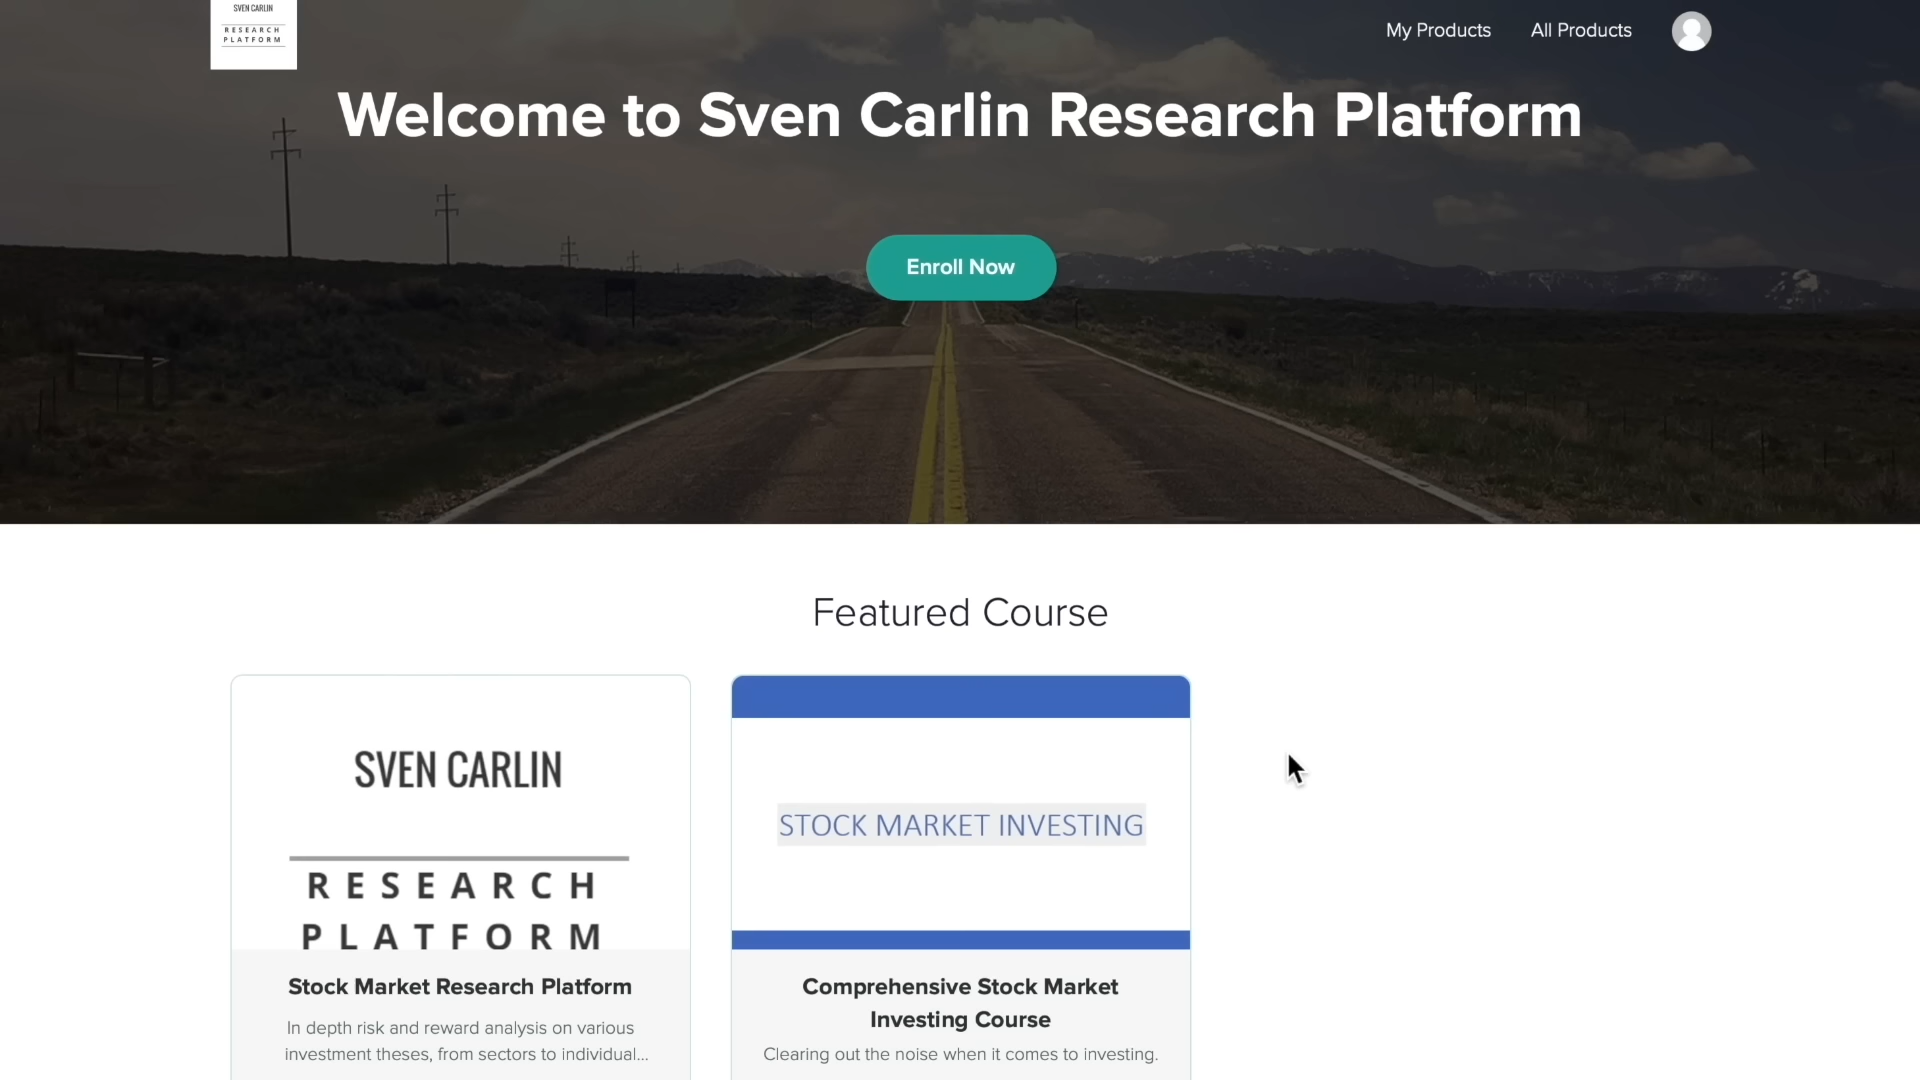 SVEN CARLIN
RESEARCH
PLATFORM
My Products
All Products
Welcome to Sven Carlin Research Platform
Enroll Now
Featured Course
SVEN CARLIN
RESEARCH
PLATFORM
Stock Market Research Platform
In depth risk and reward analysis on various
investment theses, from sectors to individual...
STOCK MARKET INVESTING
Comprehensive Stock Market
Investing Course
Clearing out the noise when it comes to investing.